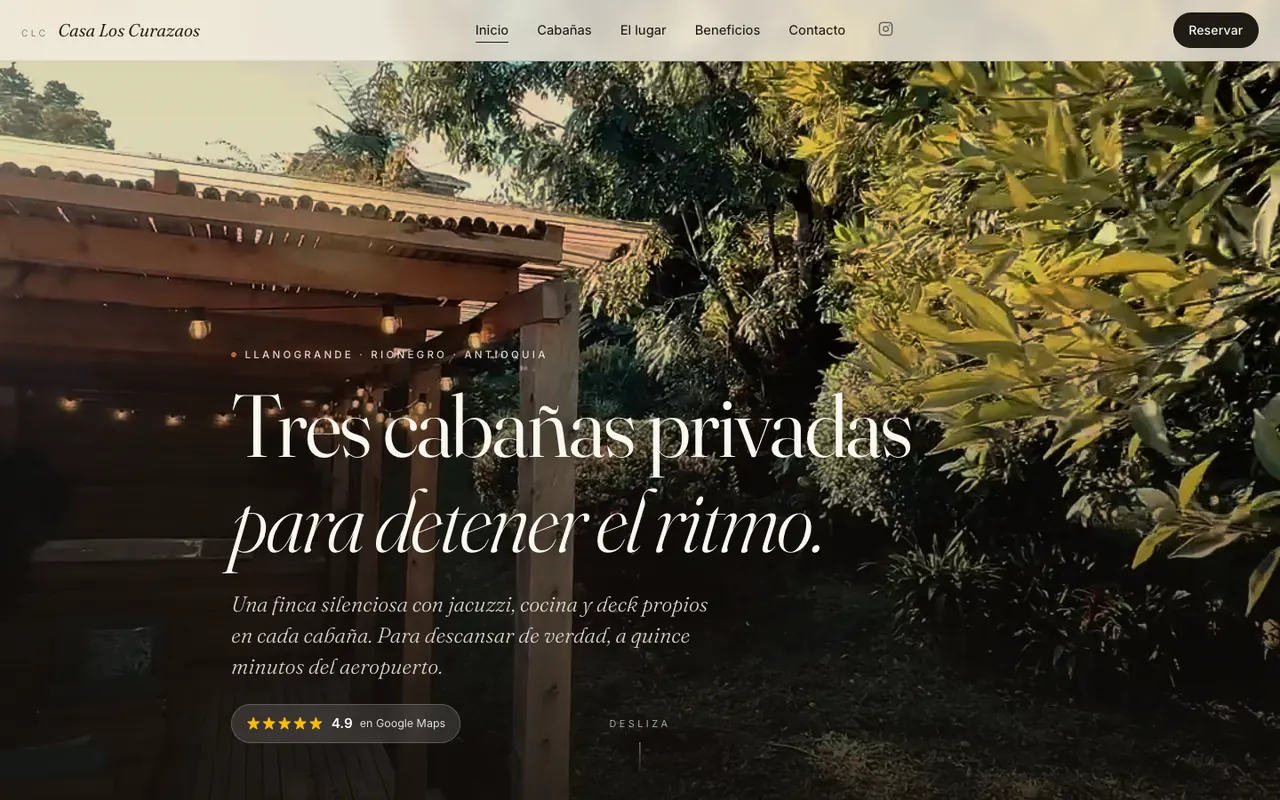 CLC Casa Los Curazaos
Inicio Cabañas El lugar Beneficios Contacto
Reservar
LLANOGRANDE · RIONEGRO · ANTIOQUIA
Tres cabañas privadas
para detener el ritmo.
Una finca silenciosa con jacuzzi, cocina y deck propios
en cada cabaña. Para descansar de verdad, a quince
minutos del aeropuerto.
4.9 en Google Maps
DESLIZA